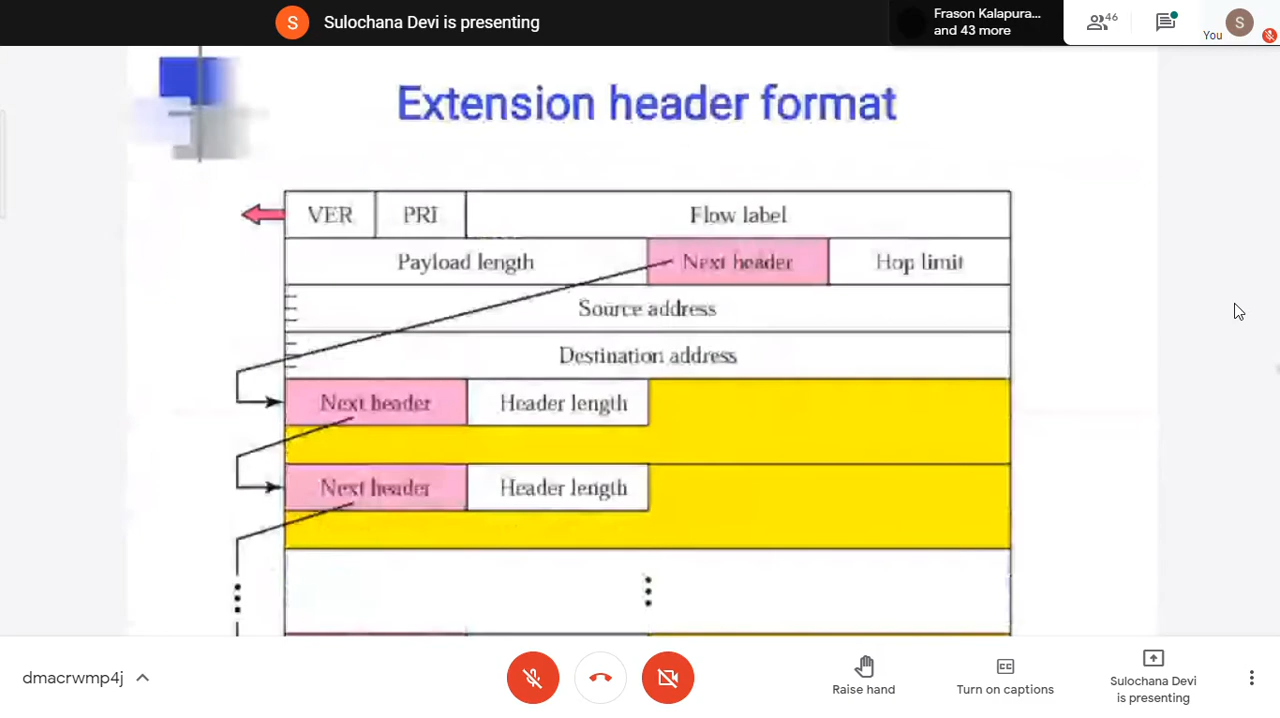 S Sulochana Devi is presenting
Frason Kalapura...
and 43 more
46
S
You
Extension header format
VER PRI Flow label
Payload length Next header Hop limit
Source address
Destination address
Next header Header length
Next header Header length
dmacrwmp4j
Raise hand
Turn on captions
Sulochana Devi
is presenting